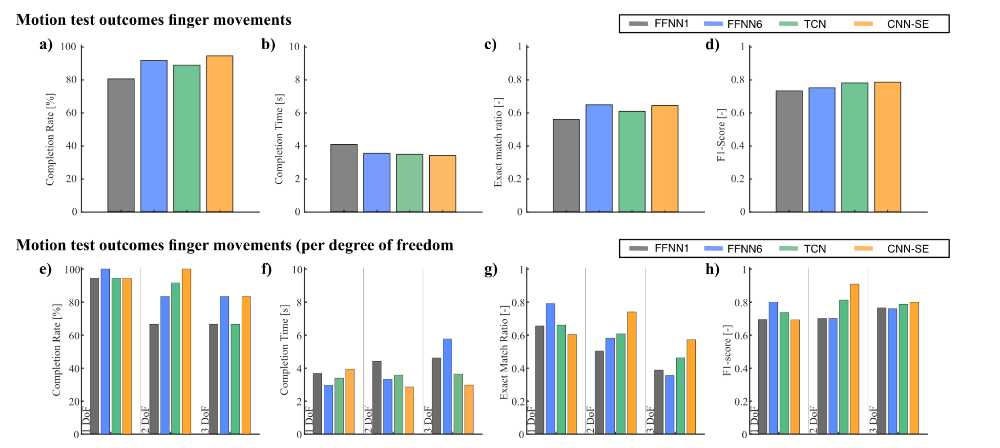 Motion test outcomes finger movements
FFNN1 FFNN6 TCN CNN-SE
a)
100
80
60
40
20
0
Completion Rate [%]
b)
10
8
6
4
2
0
Completion Time [s]
c)
1
0.8
0.6
0.4
0.2
0
Exact match ratio [-]
d)
1
0.8
0.6
0.4
0.2
0
F1-Score [-]
Motion test outcomes finger movements (per degree of freedom
FFNN1 FFNN6 TCN CNN-SE
e)
100
80
60
40
20
0
Completion Rate [%]
1 DoF
2 DoF
3 DoF
f)
10
8
6
4
2
0
Completion Time [s]
1 DoF
2 DoF
3 DoF
g)
1
0.8
0.6
0.4
0.2
0
Exact Match Ratio [-]
1 DoF
2 DoF
3 DoF
h)
1
0.8
0.6
0.4
0.2
0
F1-score [-]
1 DoF
2 DoF
3 DoF